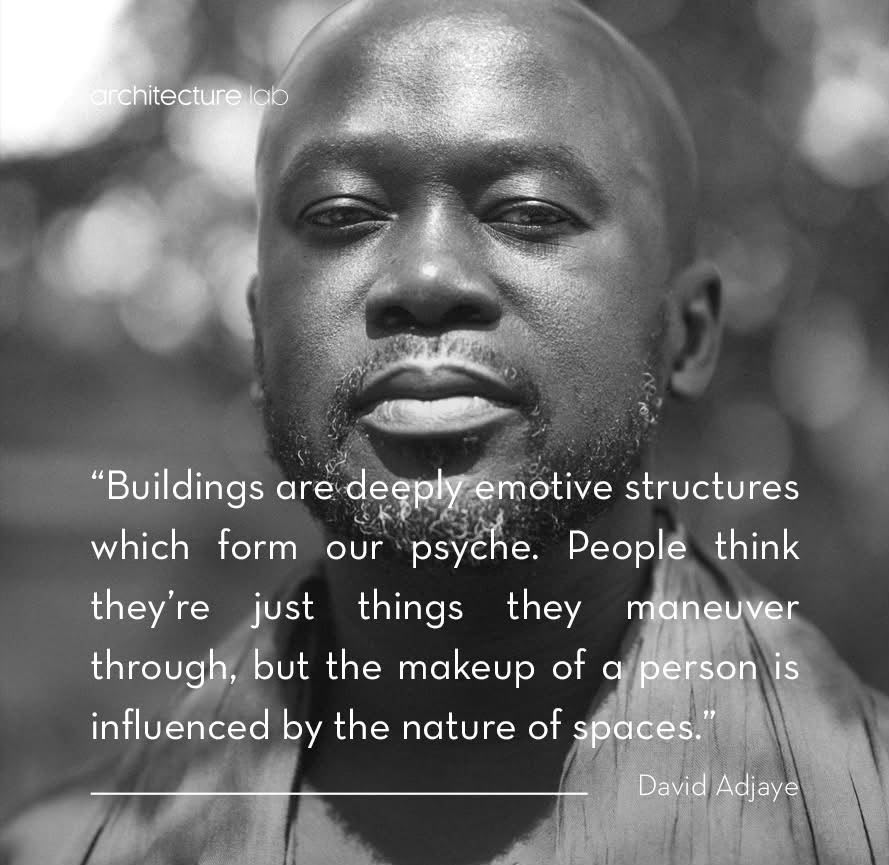 architecture lab
“Buildings are deeply emotive structures
which form our psyche. People think
they’re just things they maneuver
through, but the makeup of a person is
influenced by the nature of spaces.”
David Adjaye